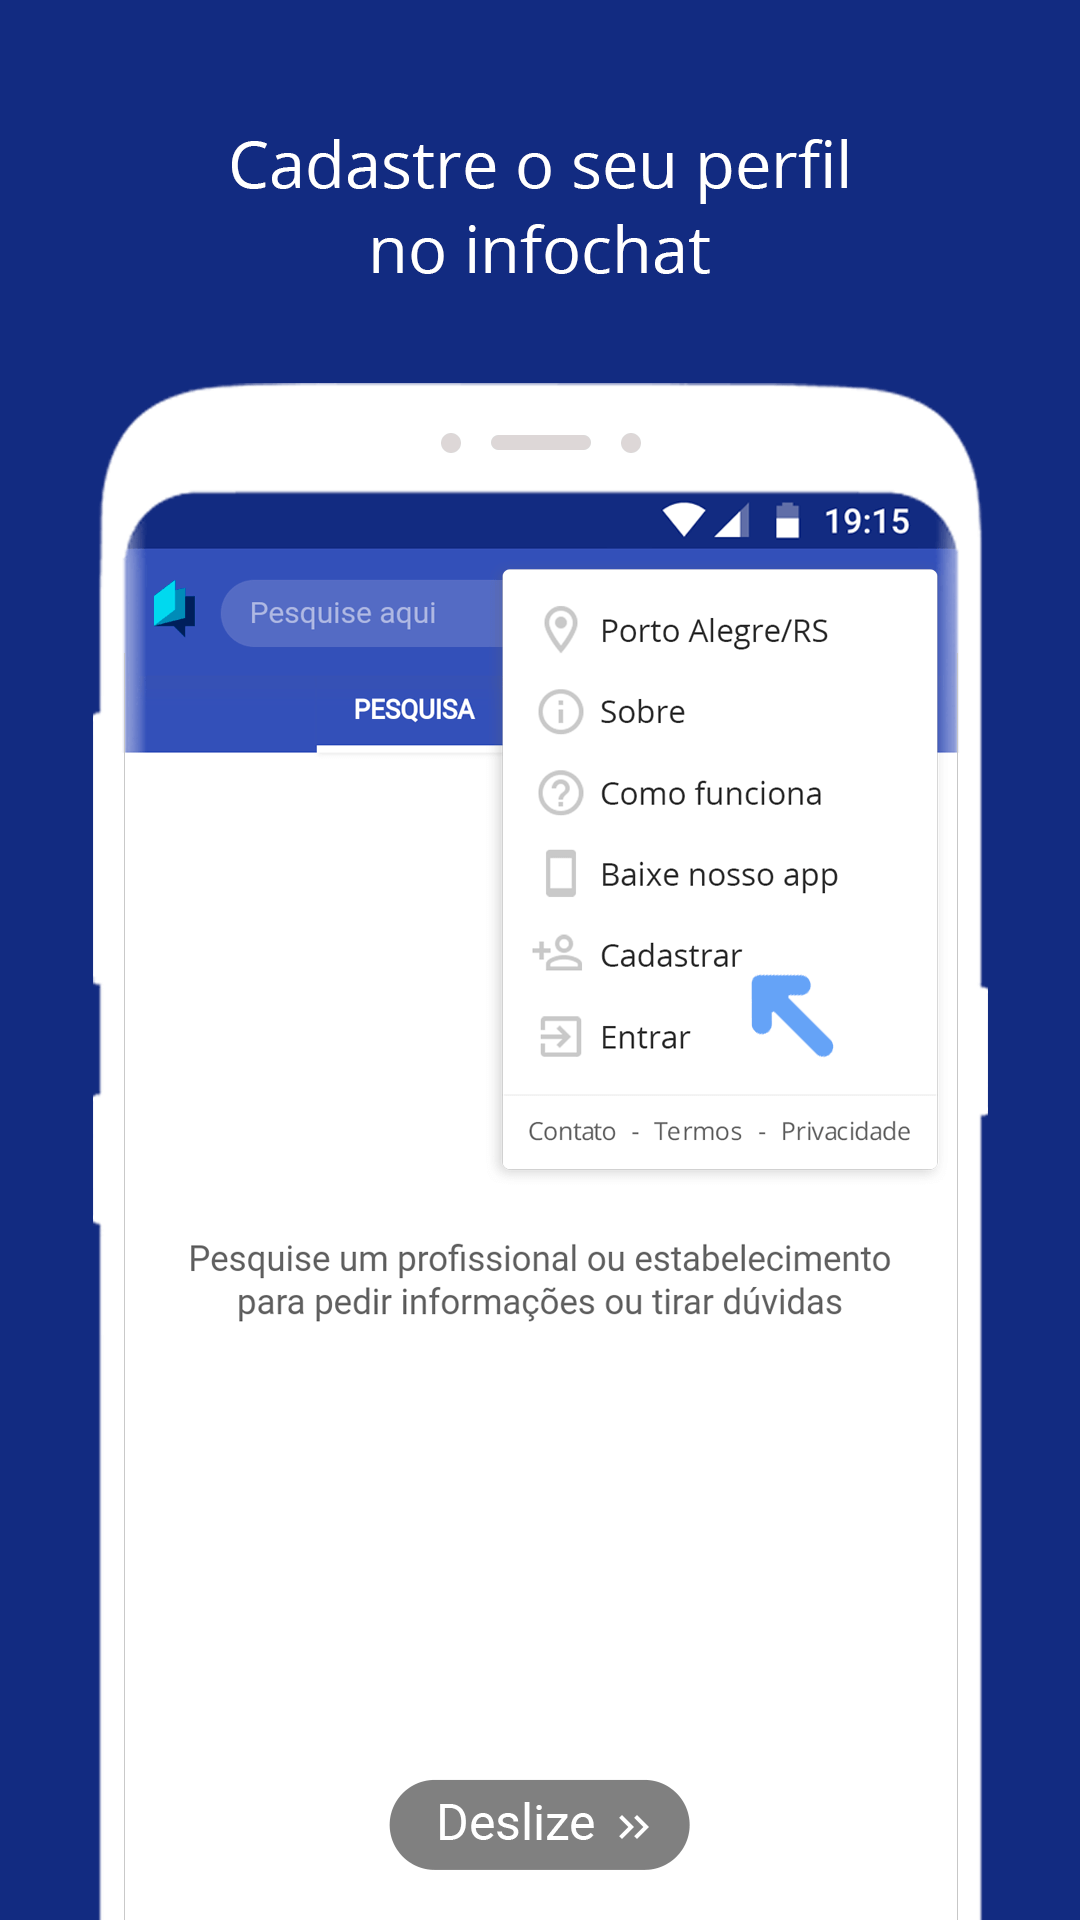 Cadastre o seu perfil
no infochat
19:15
Pesquise aqui
PESQUISA
Porto Alegre/RS
Sobre
Como funciona
Baixe nosso app
Cadastrar
Entrar
Contato - Termos - Privacidade
Pesquise um profissional ou estabelecimento
para pedir informações ou tirar dúvidas
Deslize »